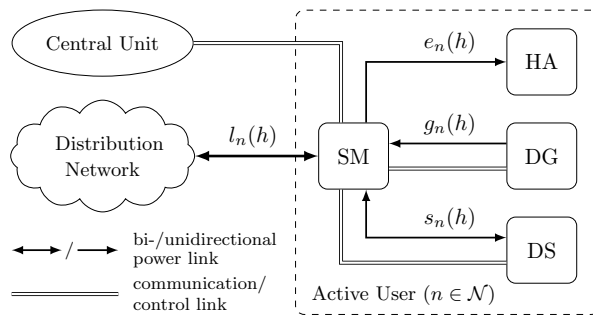 Central Unit
e_n(h)
HA
Distribution
Network
l_n(h)
SM
g_n(h)
DG
s_n(h)
DS
/
bi-/unidirectional
power link
communication/
control link
Active User (n ∈ 𝒩)